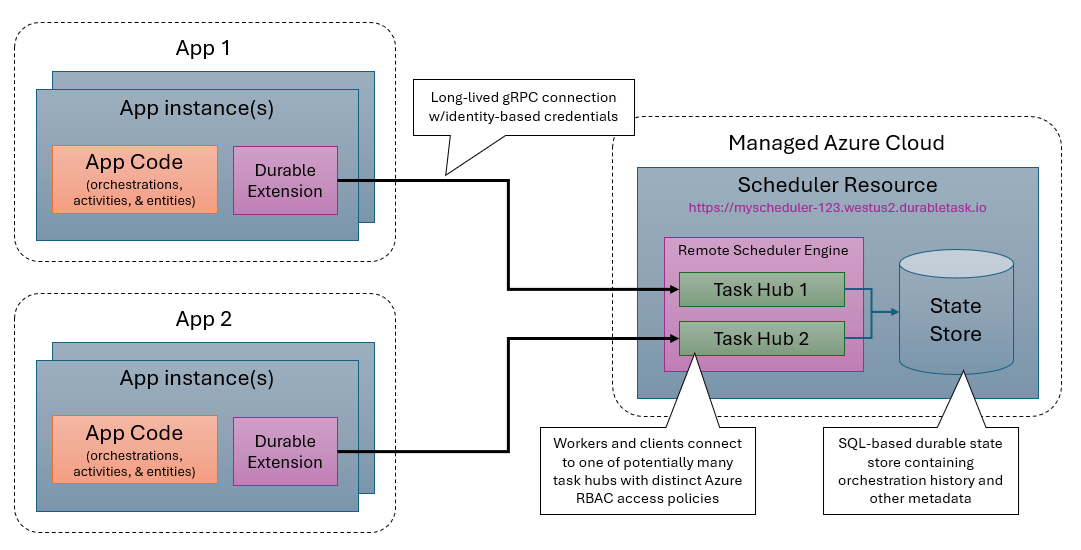 App 1
App instance(s)
App Code
(orchestrations,
activities, & entities)
Durable
Extension
Long-lived gRPC connection
w/identity-based credentials
Managed Azure Cloud
Scheduler Resource
https://myscheduler-123.westus2.durabletask.io
Remote Scheduler Engine
Task Hub 1
Task Hub 2
State
Store
App 2
App instance(s)
App Code
(orchestrations,
activities, & entities)
Durable
Extension
Workers and clients connect
to one of potentially many
task hubs with distinct Azure
RBAC access policies
SQL-based durable state
store containing
orchestration history and
other metadata